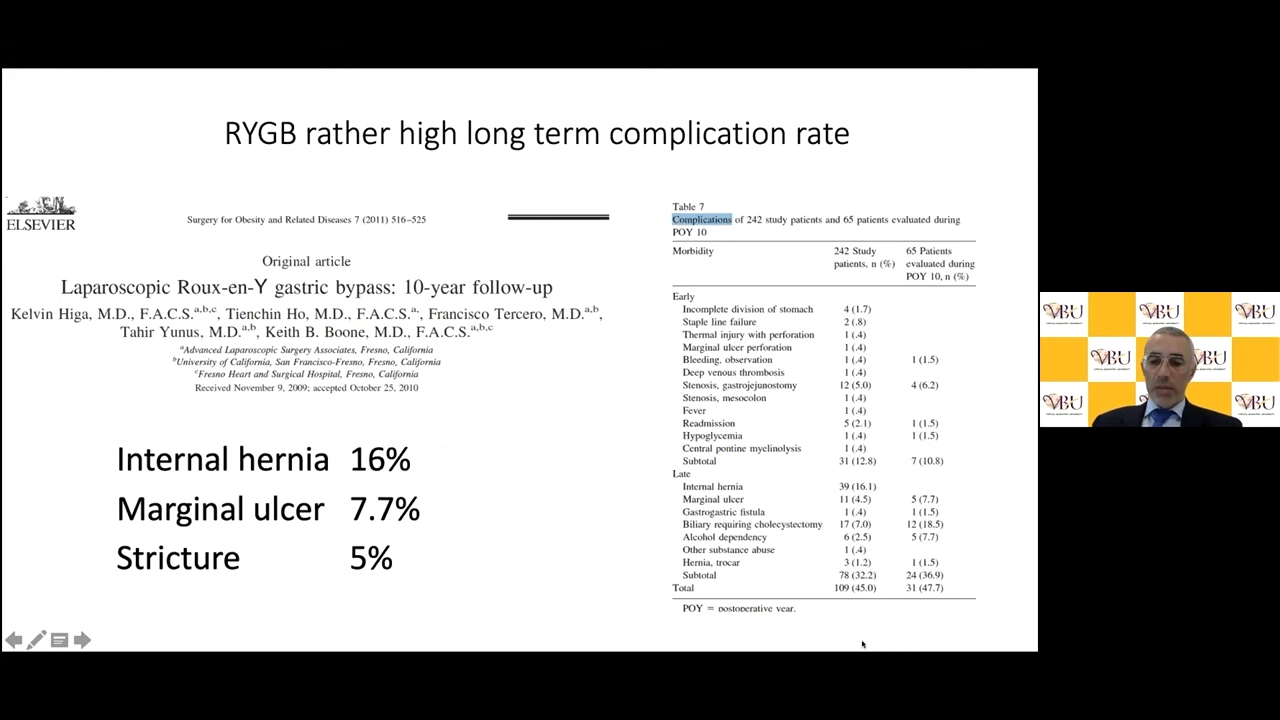 RYGB rather high long term complication rate
ELSEVIER
Surgery for Obesity and Related Diseases 7 (2011) 516–525
Original article
Laparoscopic Roux-en-Y gastric bypass: 10-year follow-up
Kelvin Higa, M.D., F.A.C.S.a,b,c, Tienchin Ho, M.D., F.A.C.S.a, Francisco Tercero, M.D.a,b,
Tahir Yunus, M.D.a,b, Keith B. Boone, M.D., F.A.C.S.a,b,c
aAdvanced Laparoscopic Surgery Associates, Fresno, California
bUniversity of California, San Francisco-Fresno, Fresno, California
cFresno Heart and Surgical Hospital, Fresno, California
Received November 9, 2009; accepted October 25, 2010
Internal hernia 16%
Marginal ulcer 7.7%
Stricture 5%
Table 7
Complications of 242 study patients and 65 patients evaluated during
POY 10
Morbidity 242 Study patients, n (%) 65 Patients evaluated during POY 10, n (%)
Early
Incomplete division of stomach 4 (1.7)
Staple line failure 2 (.8)
Thermal injury with perforation 1 (.4)
Marginal ulcer perforation 1 (.4)
Bleeding, observation 1 (.4) 1 (1.5)
Deep venous thrombosis 1 (.4)
Stenosis, gastrojejunostomy 12 (5.0) 4 (6.2)
Stenosis, mesocolon 1 (.4)
Fever 1 (.4)
Readmission 5 (2.1) 1 (1.5)
Hypoglycemia 1 (.4) 1 (1.5)
Central pontine myelinolysis 1 (.4)
Subtotal 31 (12.8) 7 (10.8)
Late
Internal hernia 39 (16.1)
Marginal ulcer 11 (4.5) 5 (7.7)
Gastrogastric fistula 1 (.4) 1 (1.5)
Biliary requiring cholecystectomy 17 (7.0) 12 (18.5)
Alcohol dependency 6 (2.5) 5 (7.7)
Other substance abuse 1 (.4)
Hernia, trocar 3 (1.2) 1 (1.5)
Subtotal 78 (32.2) 24 (36.9)
Total 109 (45.0) 31 (47.7)
POY = postoperative year.
VBU
VBU
VBU
VBU
VBU
VBU